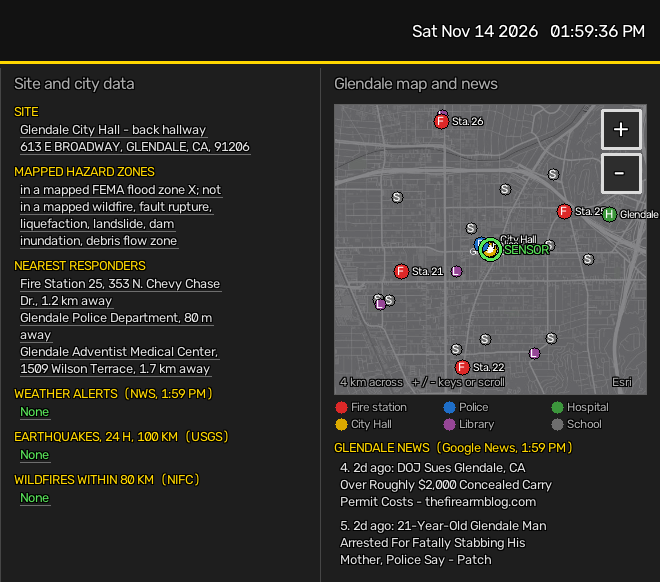 Sat Nov 14 2026 01:59:36 PM
Site and city data
SITE
Glendale City Hall - back hallway
613 E BROADWAY, GLENDALE, CA, 91206
MAPPED HAZARD ZONES
in a mapped FEMA flood zone X; not
in a mapped wildfire, fault rupture,
liquefaction, landslide, dam
inundation, debris flow zone
NEAREST RESPONDERS
Fire Station 25, 353 N. Chevy Chase
Dr., 1.2 km away
Glendale Police Department, 80 m
away
Glendale Adventist Medical Center,
1509 Wilson Terrace, 1.7 km away
WEATHER ALERTS (NWS, 1:59 PM)
None
EARTHQUAKES, 24 H, 100 KM (USGS)
None
WILDFIRES WITHIN 80 KM (NIFC)
None
Glendale map and news
+
-
F Sta. 26
S
S
S
F Sta. 25
H Glendale
S
City Hall
SENSOR
S
S
F Sta. 21
L
S
S
L
S
S
S
L
F Sta. 22
4 km across +/- keys or scroll
Esri
Fire station
Police
Hospital
City Hall
Library
School
GLENDALE NEWS (Google News, 1:59 PM)
4. 2d ago: DOJ Sues Glendale, CA
Over Roughly $2,000 Concealed Carry
Permit Costs - thefirearmblog.com
5. 2d ago: 21-Year-Old Glendale Man
Arrested For Fatally Stabbing His
Mother, Police Say - Patch